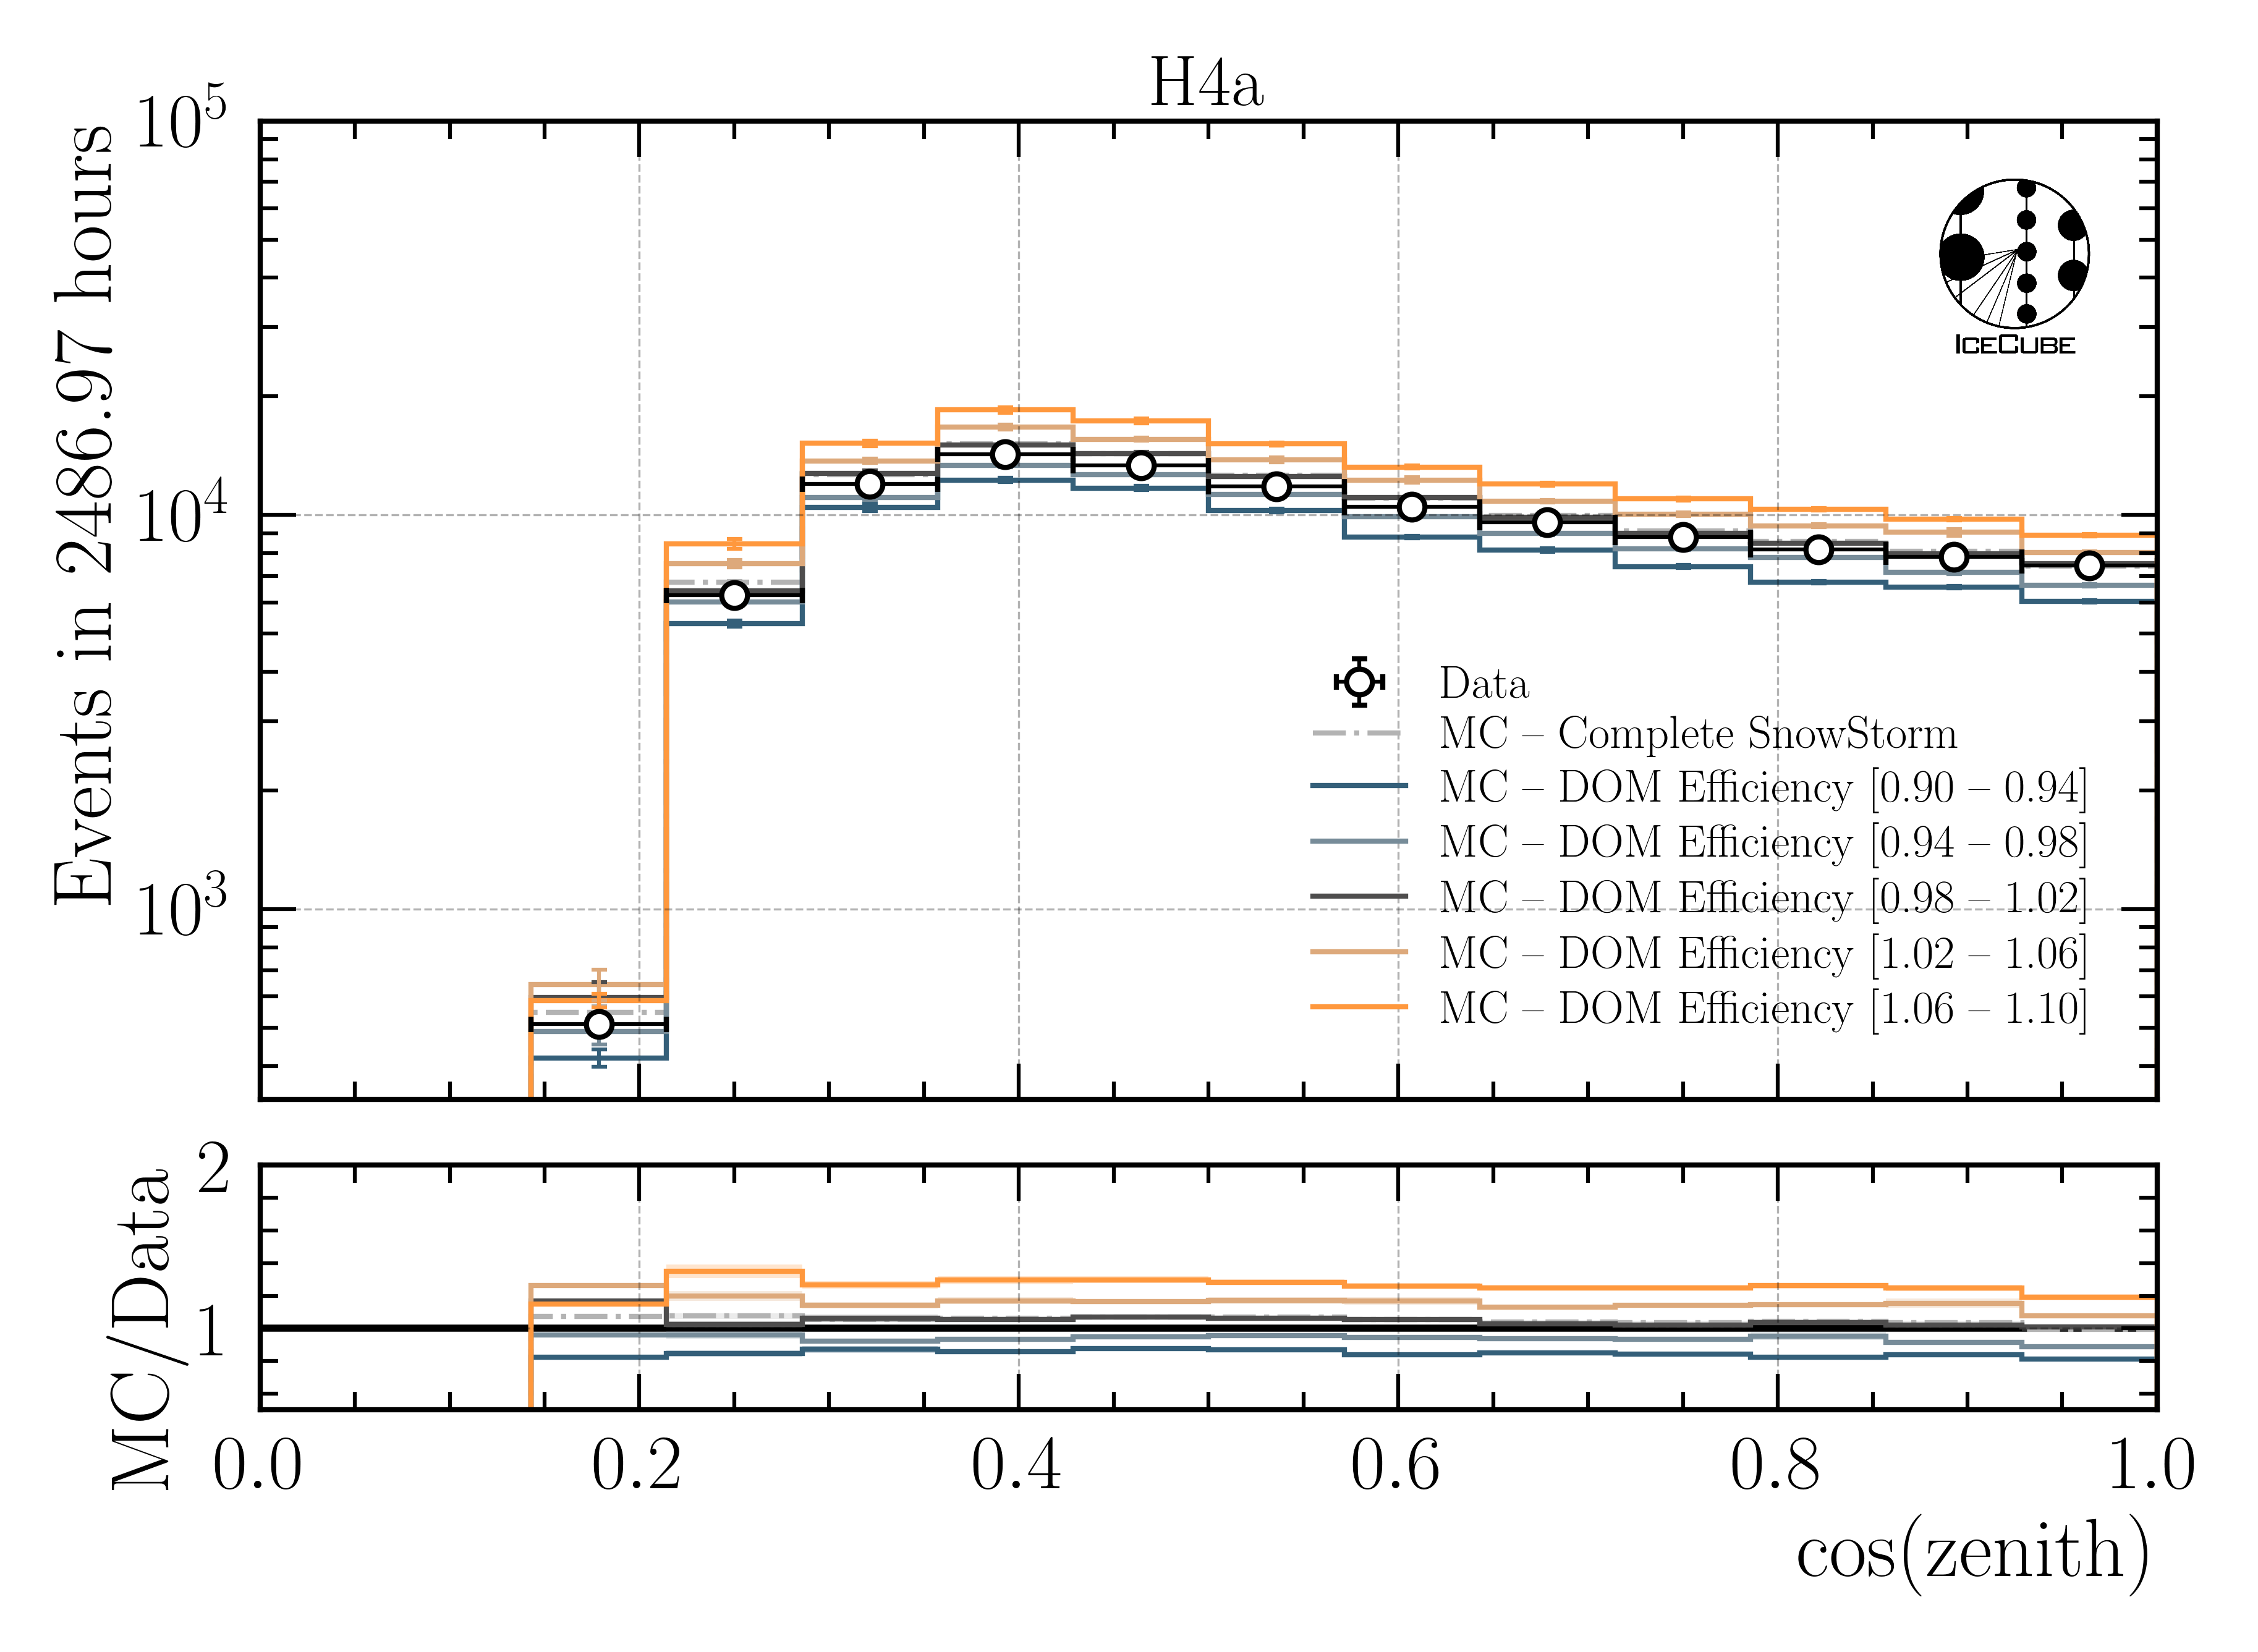 H4a
10^5
10^4
10^3
Events in 2486.97 hours
ICECUBE
Data
MC – Complete SnowStorm
MC – DOM Efficiency [0.90 – 0.94]
MC – DOM Efficiency [0.94 – 0.98]
MC – DOM Efficiency [0.98 – 1.02]
MC – DOM Efficiency [1.02 – 1.06]
MC – DOM Efficiency [1.06 – 1.10]
2
1
MC/Data
0.0 0.2 0.4 0.6 0.8 1.0
cos(zenith)